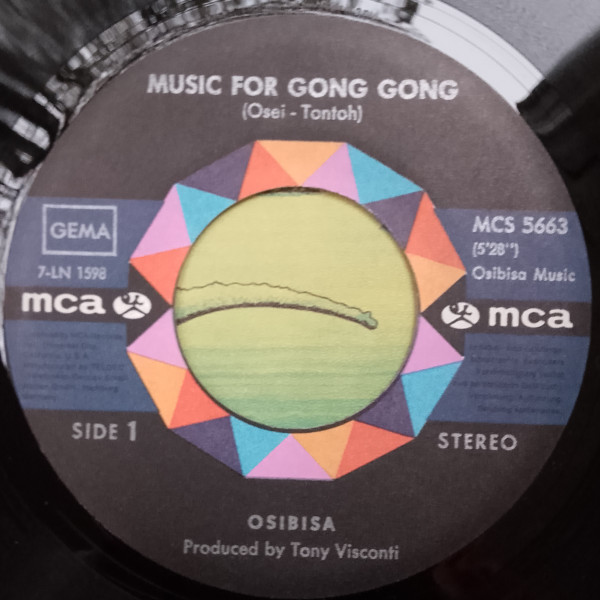 MUSIC FOR GONG GONG
(Osei - Tontoh)
GEMA
7-LN 1598
mca
MCS 5663
(5'28'')
Osibisa Music
mca
SIDE 1
STEREO
OSIBISA
Produced by Tony Visconti